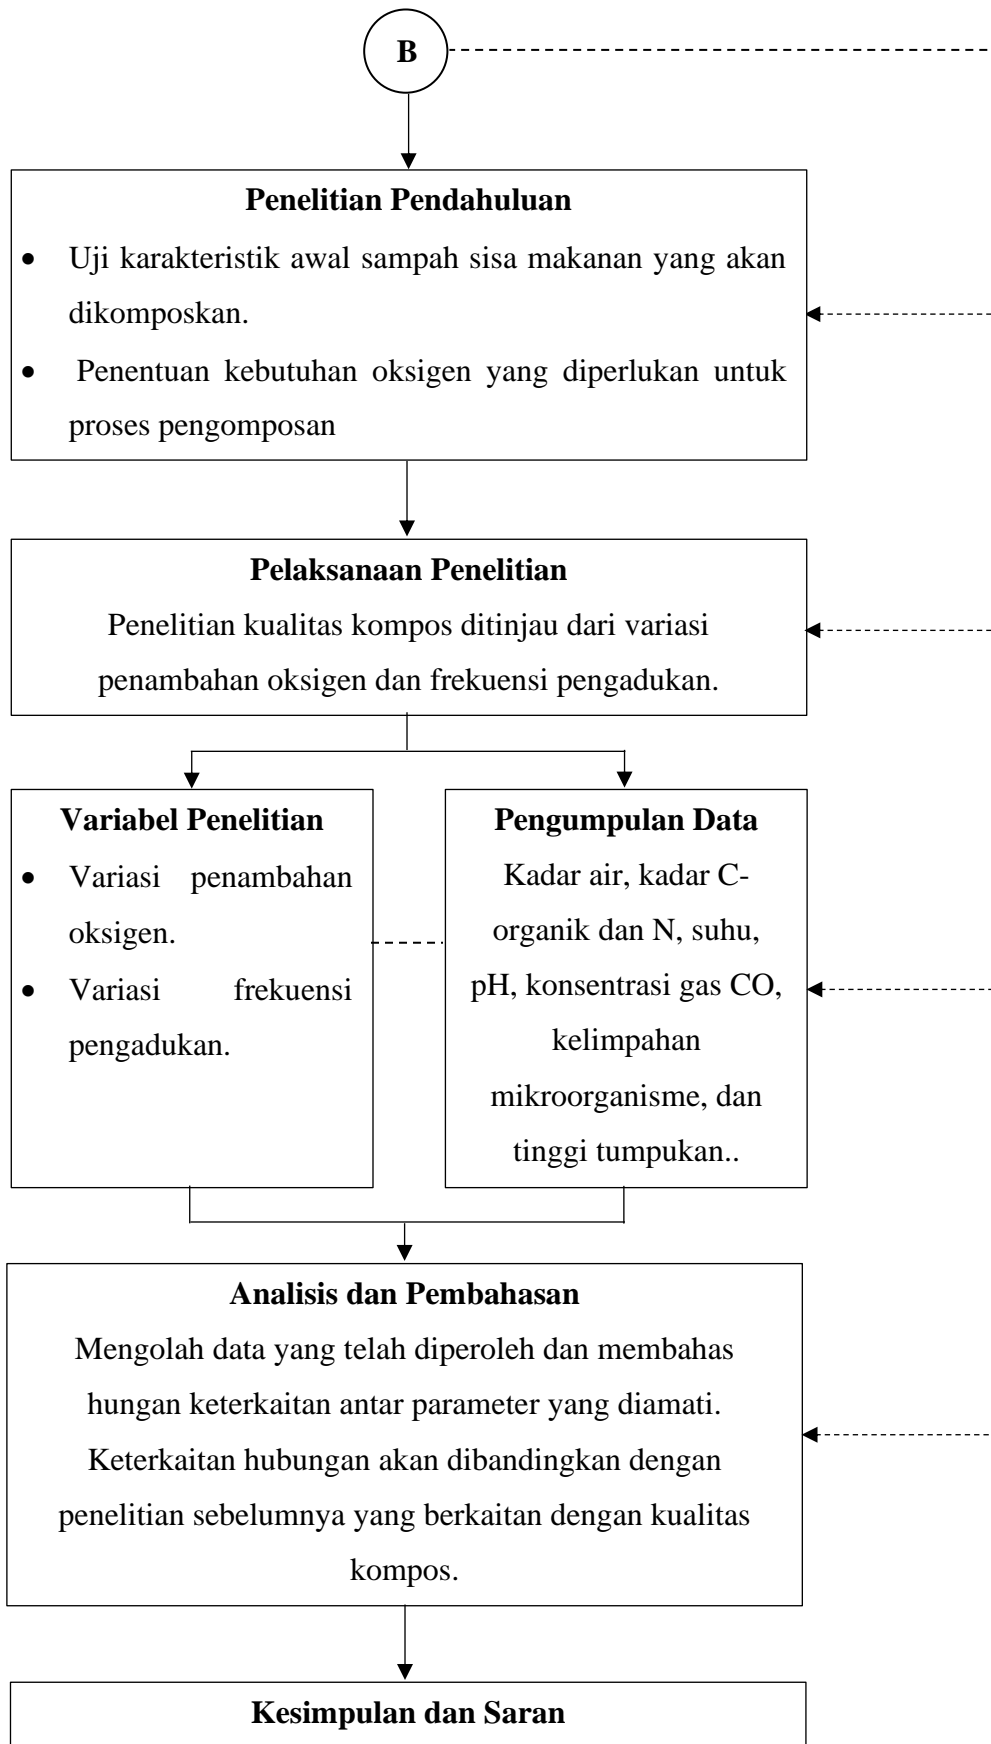 B
Penelitian Pendahuluan
• Uji karakteristik awal sampah sisa makanan yang akan
dikomposkan.
• Penentuan kebutuhan oksigen yang diperlukan untuk
proses pengomposan
Pelaksanaan Penelitian
Penelitian kualitas kompos ditinjau dari variasi
penambahan oksigen dan frekuensi pengadukan.
Variabel Penelitian
• Variasi penambahan
oksigen.
• Variasi frekuensi
pengadukan.
Pengumpulan Data
Kadar air, kadar C-
organik dan N, suhu,
pH, konsentrasi gas CO,
kelimpahan
mikroorganisme, dan
tinggi tumpukan..
Analisis dan Pembahasan
Mengolah data yang telah diperoleh dan membahas
hungan keterkaitan antar parameter yang diamati.
Keterkaitan hubungan akan dibandingkan dengan
penelitian sebelumnya yang berkaitan dengan kualitas
kompos.
Kesimpulan dan Saran